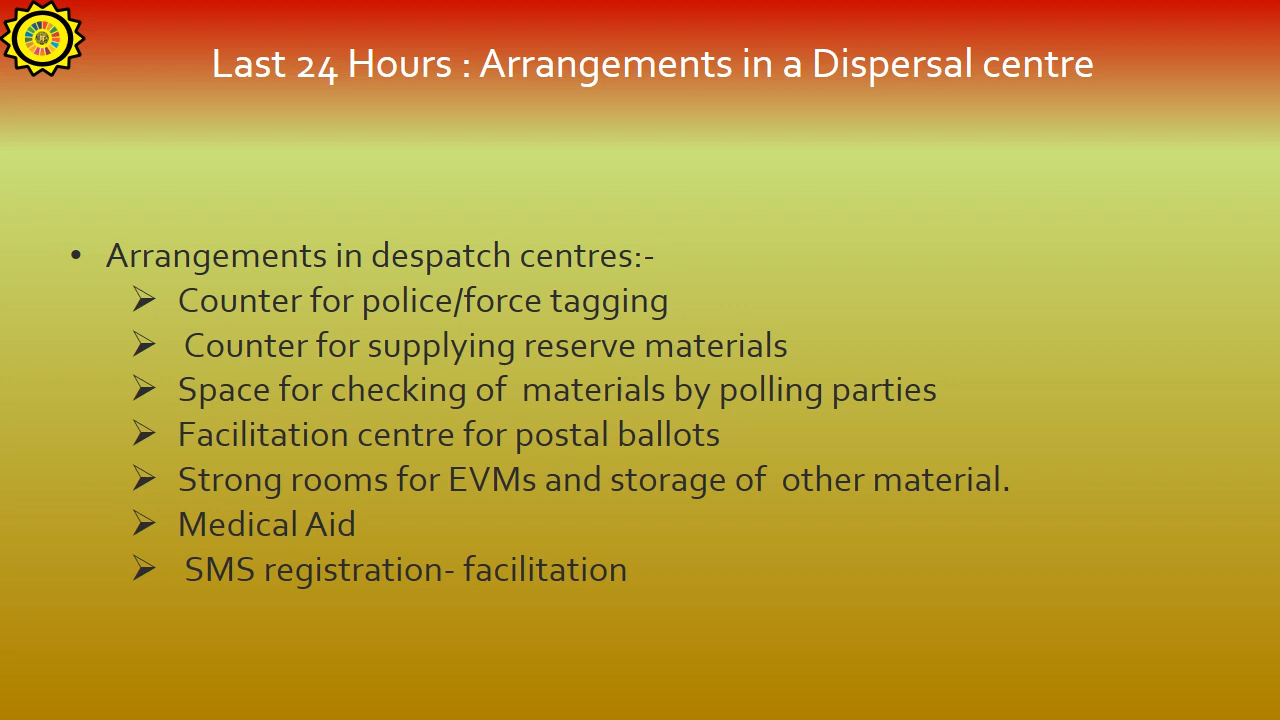 Last 24 Hours : Arrangements in a Dispersal centre
• Arrangements in despatch centres:-
➢ Counter for police/force tagging
➢ Counter for supplying reserve materials
➢ Space for checking of materials by polling parties
➢ Facilitation centre for postal ballots
➢ Strong rooms for EVMs and storage of other material.
➢ Medical Aid
➢ SMS registration- facilitation